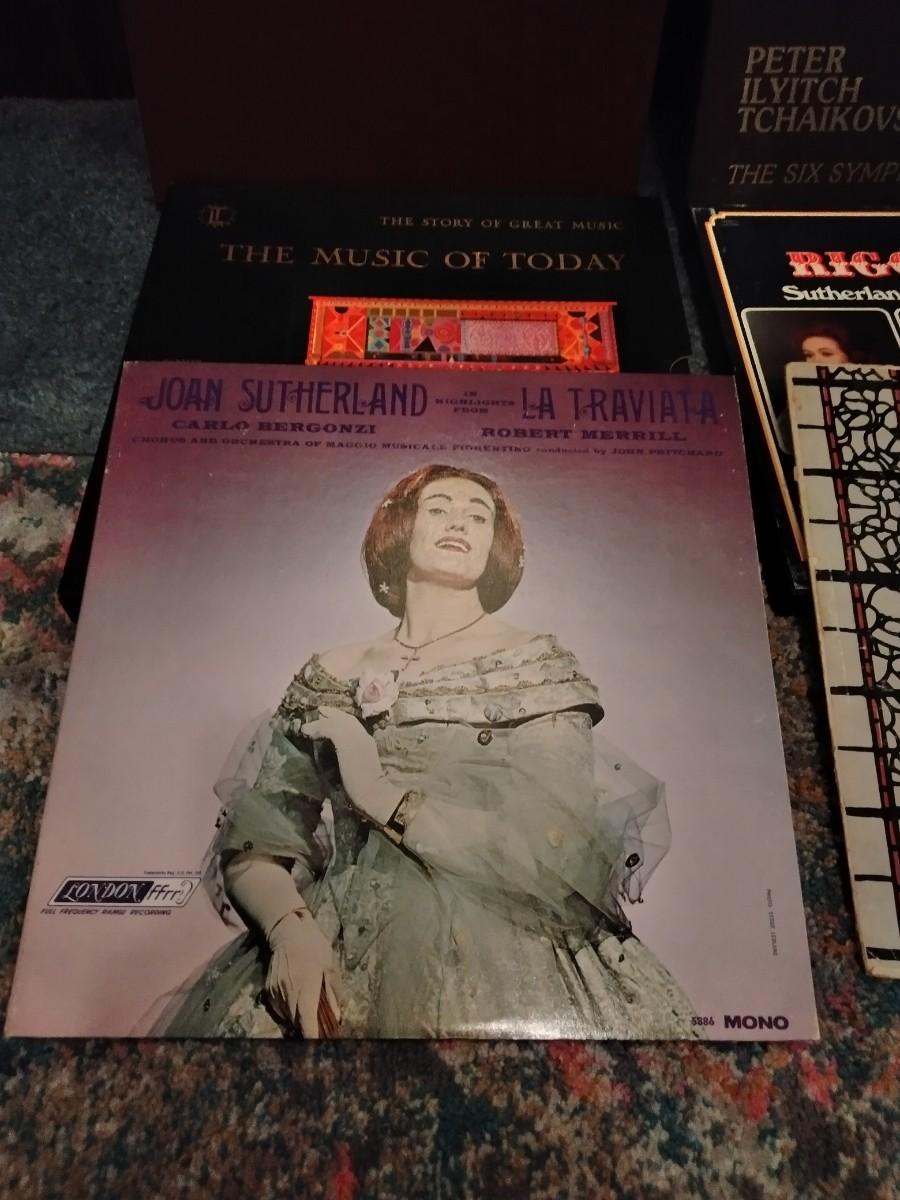 PETER
ILYITCH
TCHAIKOVS
THE SIX SYMP
THE STORY OF GREAT MUSIC
THE MUSIC OF TODAY
RIGO
Sutherlan
JOAN SUTHERLAND IN HIGHLIGHTS FROM LA TRAVIATA
CARLO BERGONZI ROBERT MERRILL
CHORUS AND ORCHESTRA OF MAGGIO MUSICALE FIORENTINO conducted by JOHN PRITCHARD
LONDON ffrr
FULL FREQUENCY RANGE RECORDING
5886 MONO